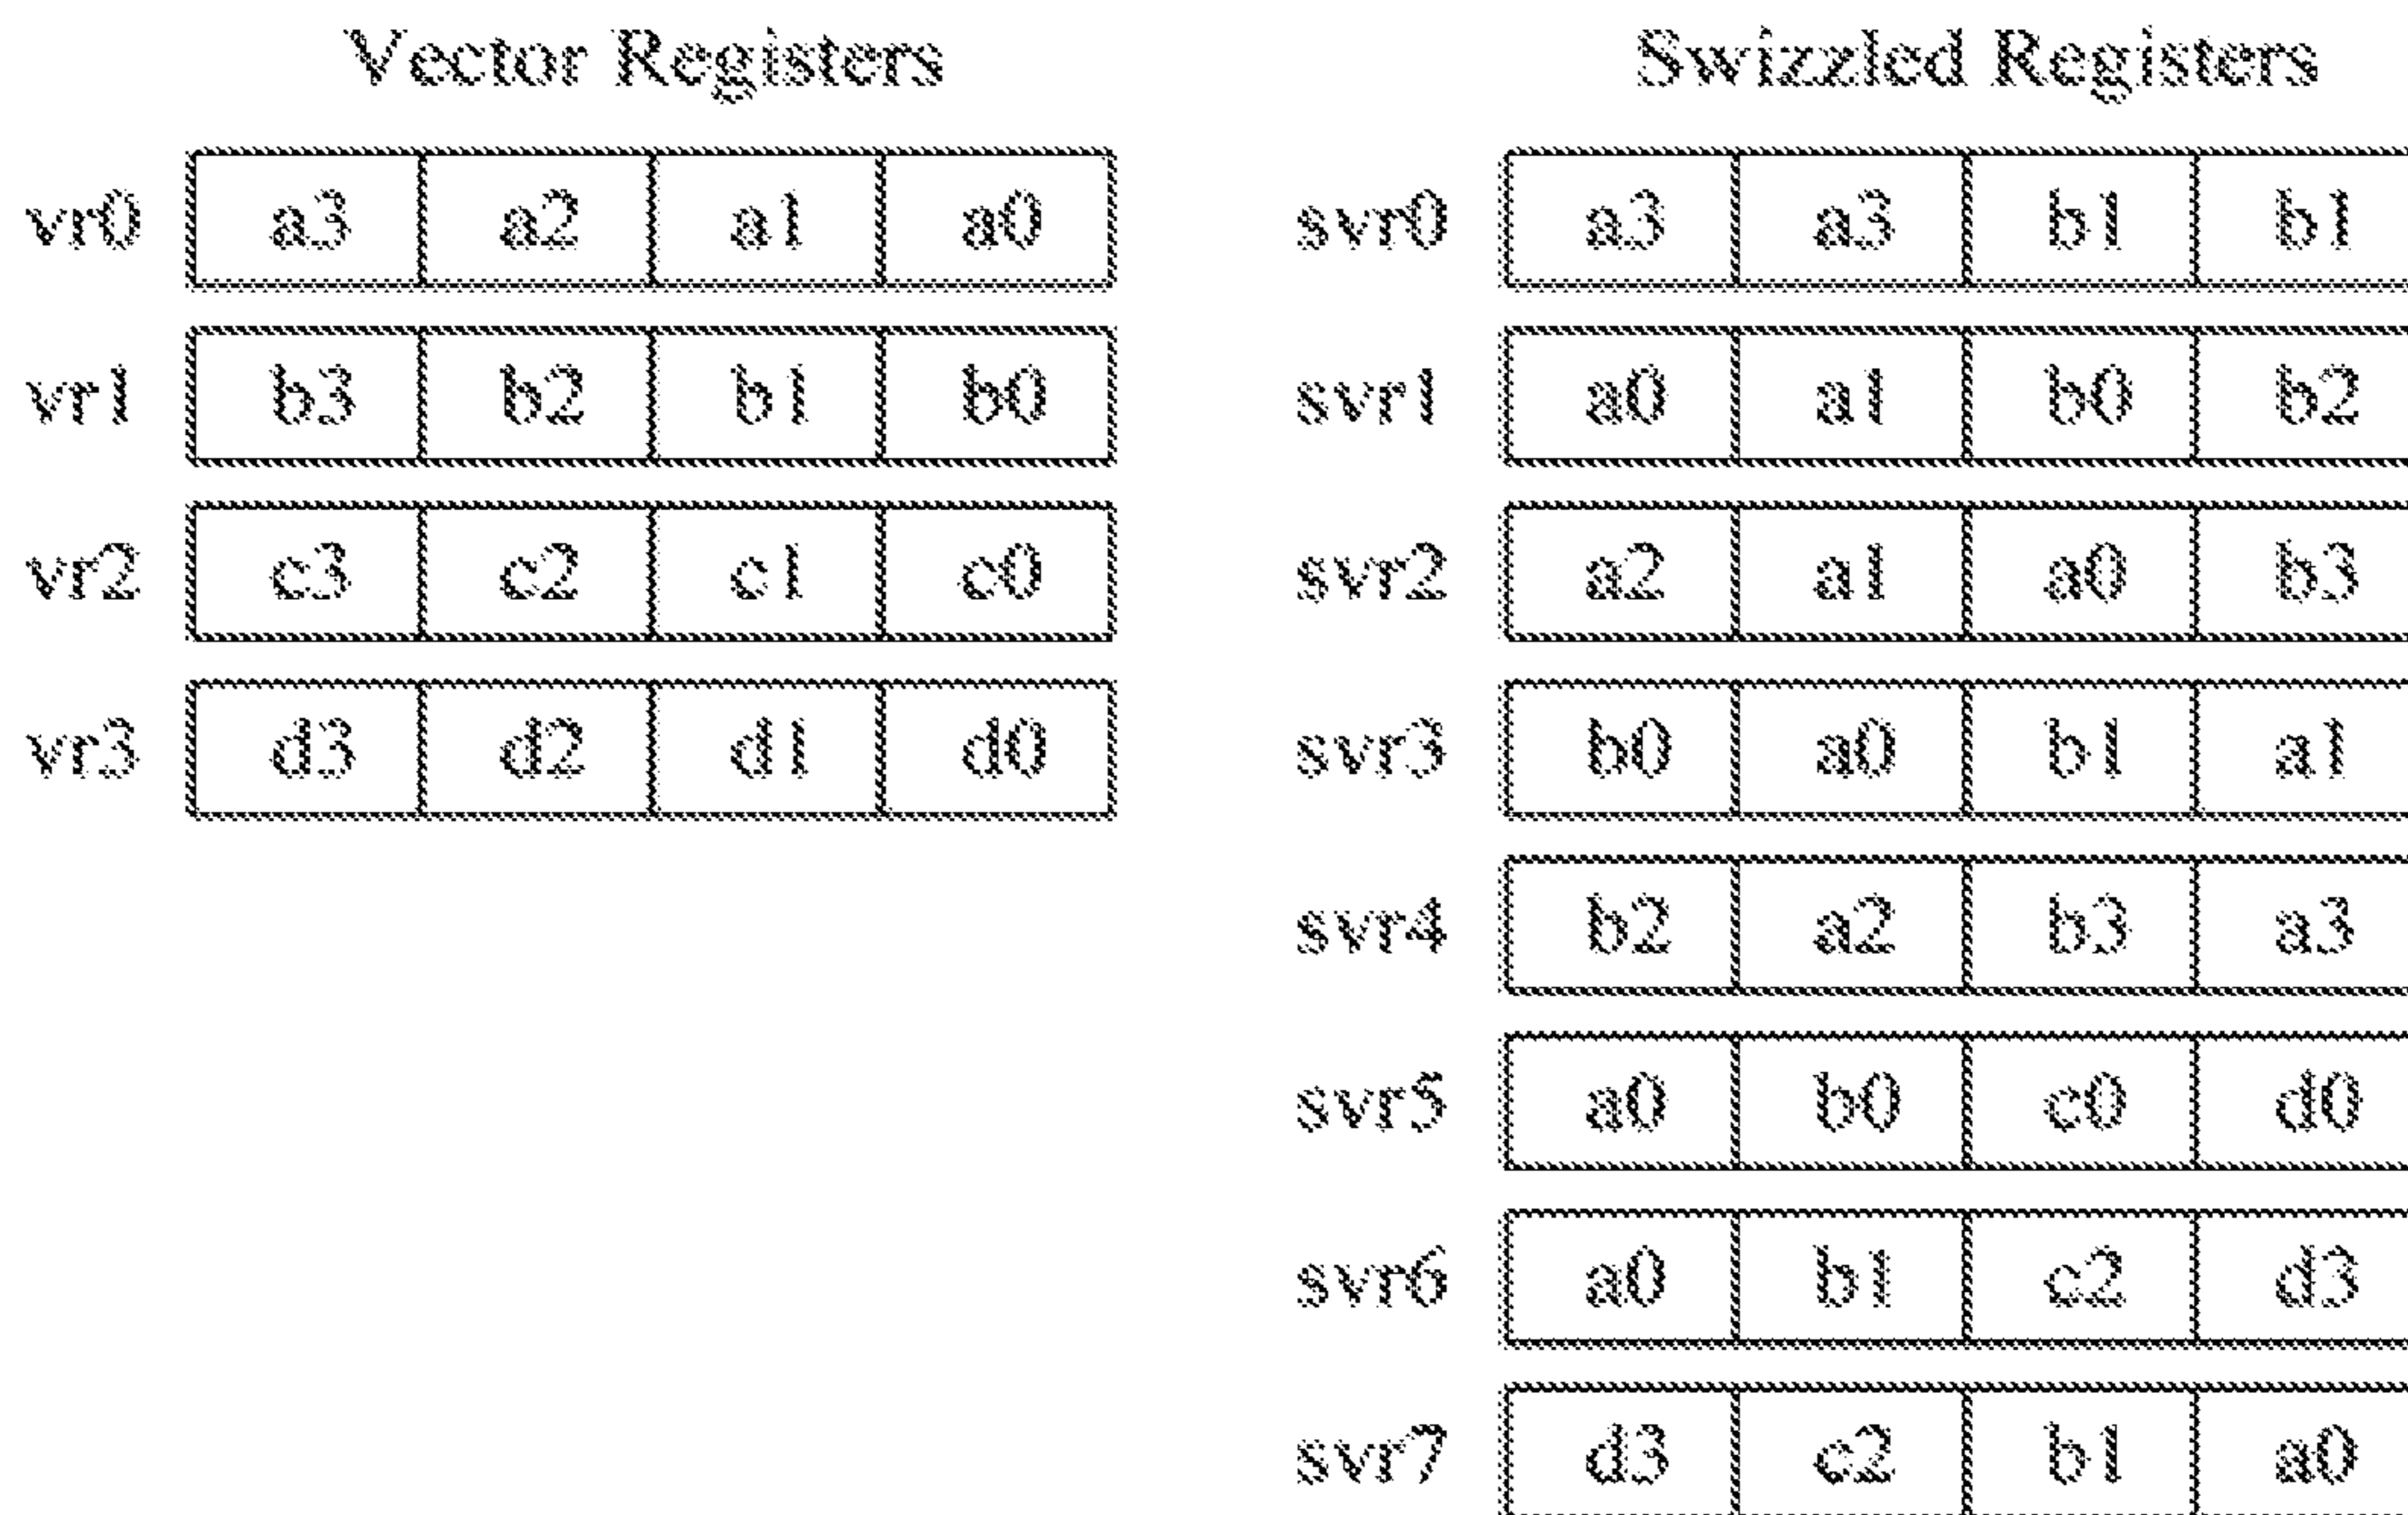 Vector Registers Swizzled Registers
vr0 a3 a2 a1 a0 svr0 a3 a3 b1 b1
vr1 b3 b2 b1 b0 svr1 a0 a1 b0 b2
vr2 c3 c2 c1 c0 svr2 a2 a1 a0 b3
vr3 d3 d2 d1 d0 svr3 b0 a0 b1 a1
svr4 b2 a2 b3 a3
svr5 a0 b0 c0 d0
svr6 a0 b1 c2 d3
svr7 d3 c2 b1 a0